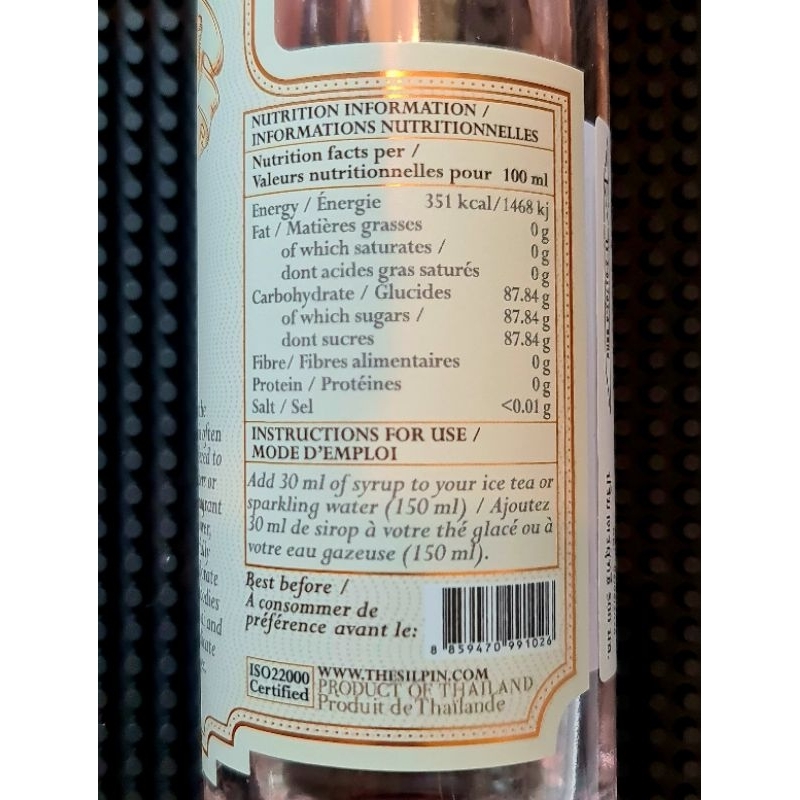 NUTRITION INFORMATION /
INFORMATIONS NUTRITIONNELLES
Nutrition facts per /
Valeurs nutritionnelles pour 100 ml
Energy / Énergie 351 kcal/1468 kj
Fat / Matières grasses 0 g
of which saturates / 0 g
dont acides gras saturés 0 g
Carbohydrate / Glucides 87.84 g
of which sugars / 87.84 g
dont sucres 87.84 g
Fibre/ Fibres alimentaires 0 g
Protein / Protéines 0 g
Salt / Sel <0.01 g
INSTRUCTIONS FOR USE /
MODE D'EMPLOI
Add 30 ml of syrup to your ice tea or
sparkling water (150 ml) / Ajoutez
30 ml de sirop à votre thé glacé ou à
votre eau gazeuse (150 ml).
Best before /
À consommer de
préférence avant le:
8 859470 991026
ISO22000
Certified
WWW.THESILPIN.COM
PRODUCT OF THAILAND
Produit de Thaïlande